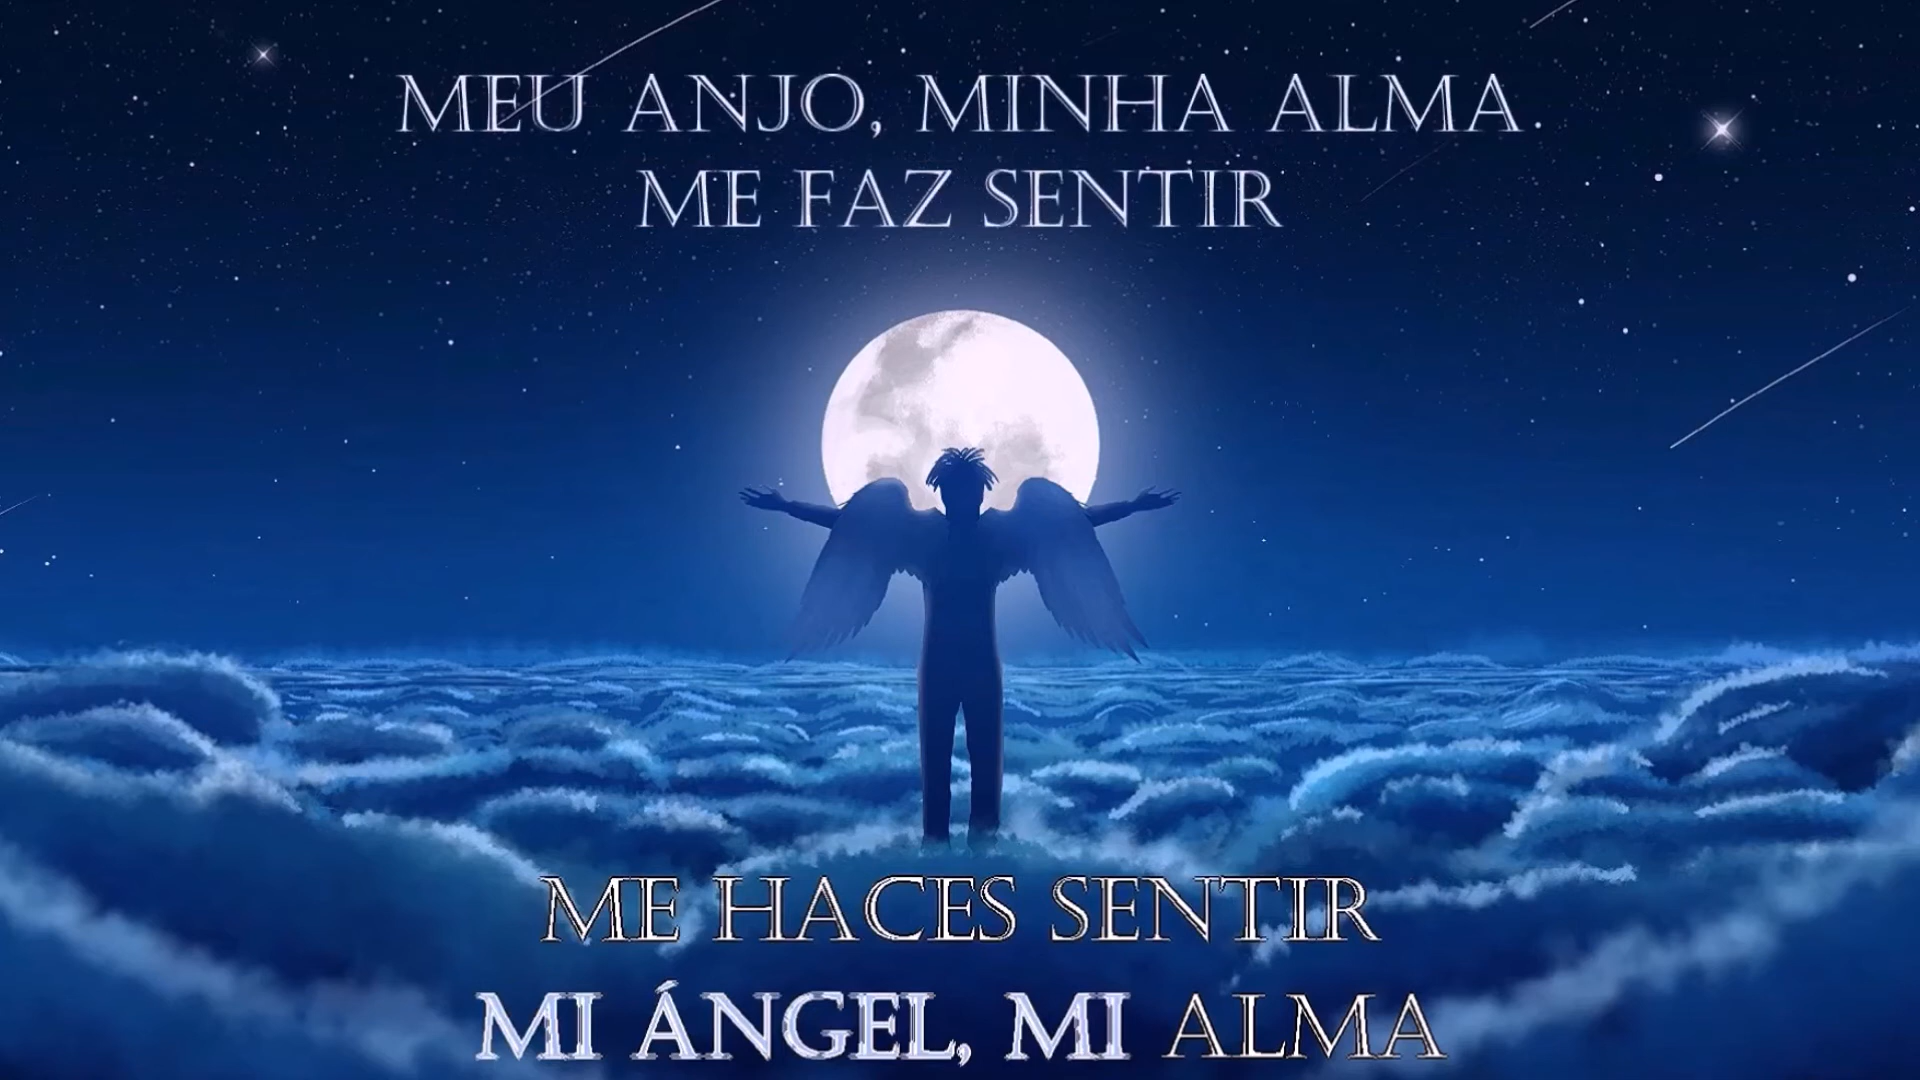 MEU ANJO, MINHA ALMA
ME FAZ SENTIR
ME HACES SENTIR
MI ÁNGEL, MI ALMA